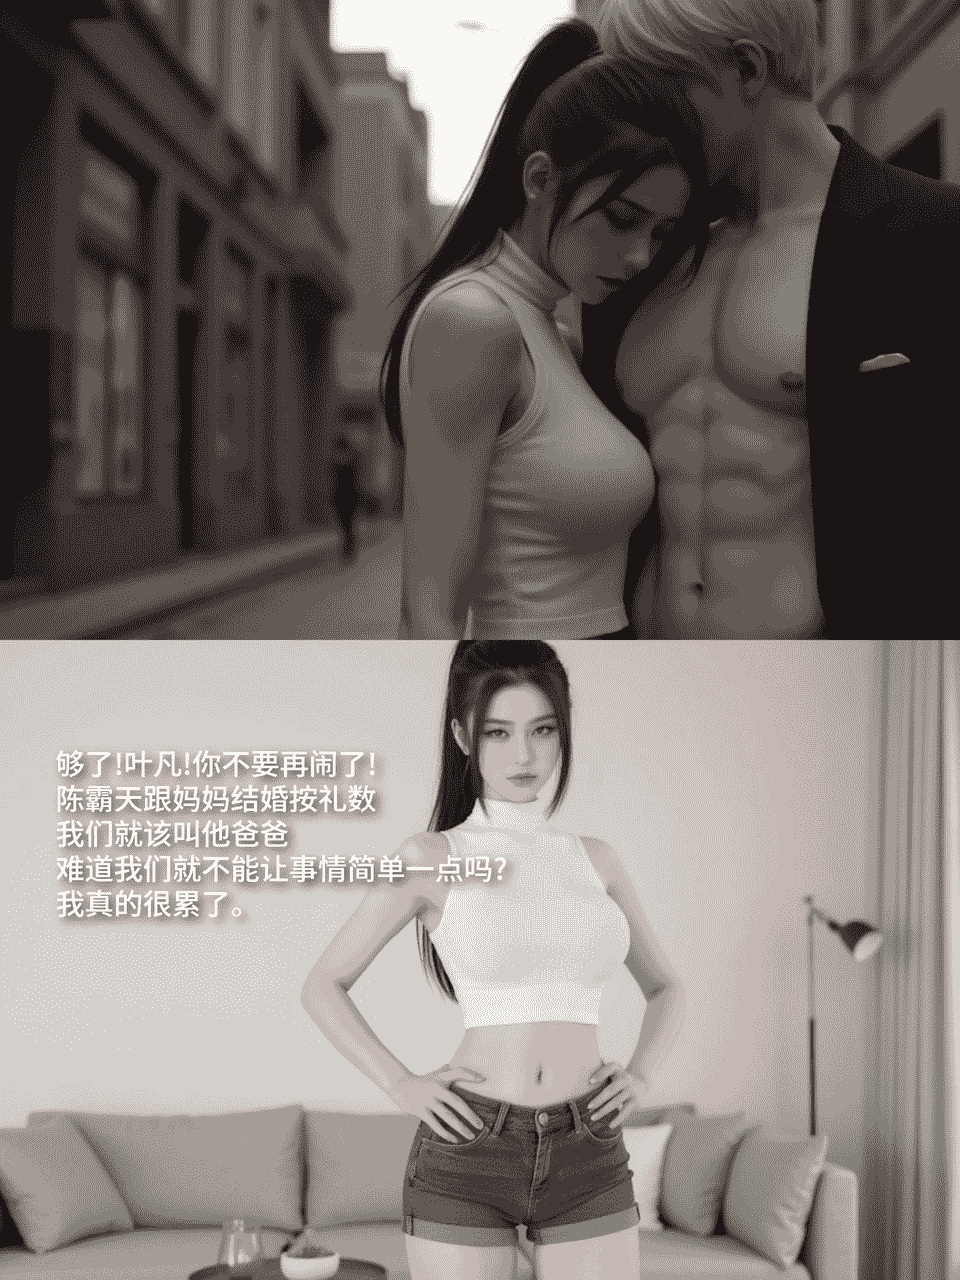 够了!叶凡!你不要再闹了!
陈霸天跟妈妈结婚按礼数
我们就该叫他爸爸
难道我们就不能让事情简单一点吗?
我真的很累了。